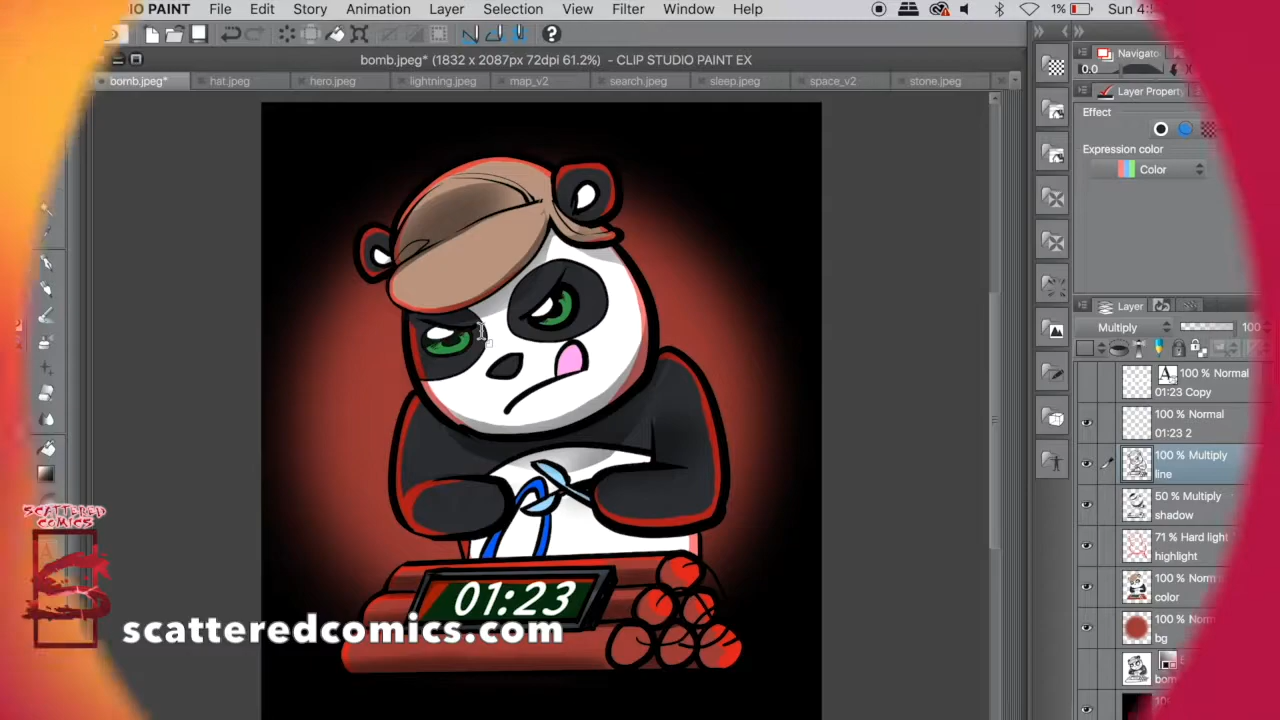 IO PAINT File Edit Story Animation Layer Selection View Filter Window Help 1% Sun 4:
bomb.jpeg* (1832 x 2087px 72dpi 61.2%) - CLIP STUDIO PAINT EX
bomb.jpeg* hat.jpeg hero.jpeg lightning.jpeg map_v2 search.jpeg sleep.jpeg space_v2 stone.jpeg
Navigato
0.0
Layer Property
Effect
Expression color
Color
Layer
Multiply 100
100 % Normal
01:23 Copy
100 % Normal
01:23 2
100 % Multiply
line
50 % Multiply
shadow
71 % Hard light
highlight
100 % Norm
color
100 % Norm
bg
01:23
SCATTERED
COMICS
scatteredcomics.com